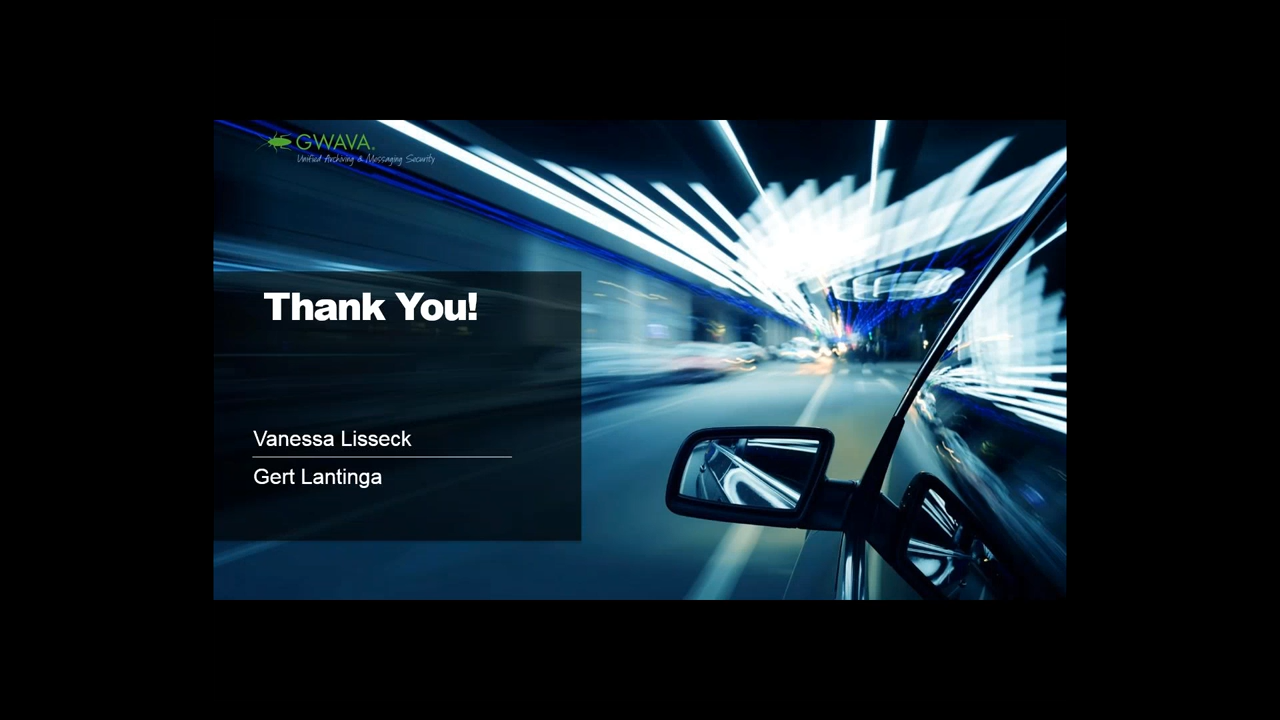 GWAVA®
Unified Archiving & Messaging Security
Thank You!
Vanessa Lisseck
Gert Lantinga